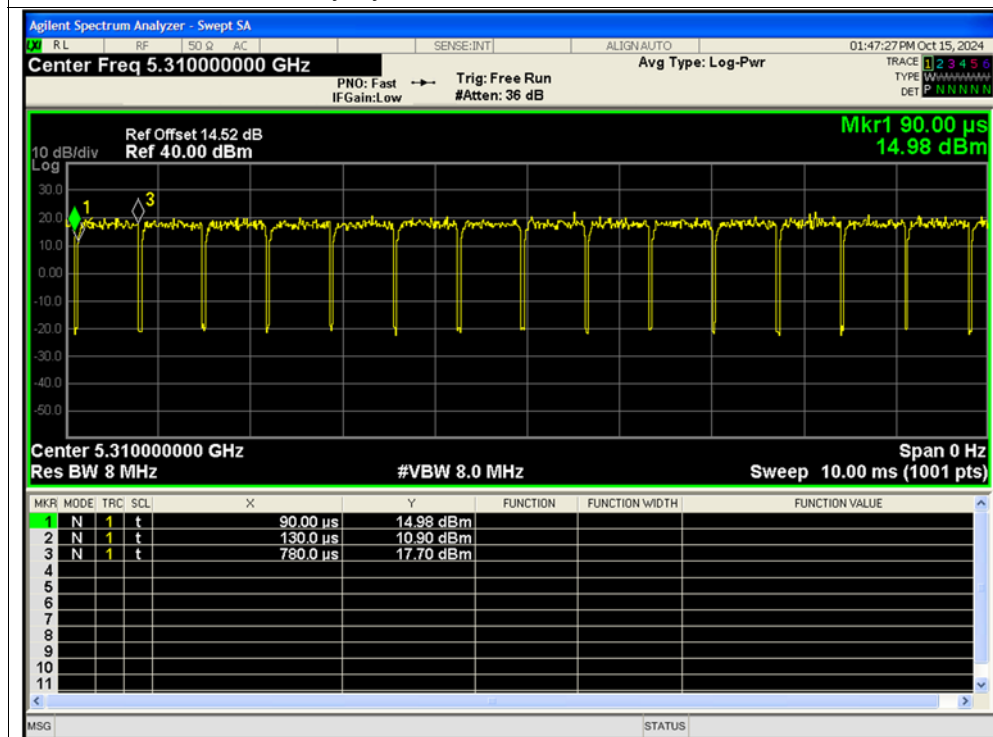 Agilent Spectrum Analyzer - Swept SA
LXI RL RF 50 Ω AC SENSE:INT ALIGNAUTO 01:47:27 PM Oct 15, 2024
Center Freq 5.310000000 GHz Avg Type: Log-Pwr TRACE 1 2 3 4 5 6
PNO: Fast Trig: Free Run TYPE WWWWWWW
IFGain:Low #Atten: 36 dB DET P N N N N N
Mkr1 90.00 µs
Ref Offset 14.52 dB
10 dB/div Ref 40.00 dBm 14.98 dBm
Log
30.0
1 3
20.0
10.0
0.00
-10.0
-20.0
-30.0
-40.0
-50.0
Center 5.310000000 GHz Span 0 Hz
Res BW 8 MHz #VBW 8.0 MHz Sweep 10.00 ms (1001 pts)
MKR MODE TRC SCL X Y FUNCTION FUNCTION WIDTH FUNCTION VALUE
1 N 1 t 90.00 µs 14.98 dBm
2 N 1 t 130.0 µs 10.90 dBm
3 N 1 t 780.0 µs 17.70 dBm
4
5
6
7
8
9
10
11
MSG STATUS